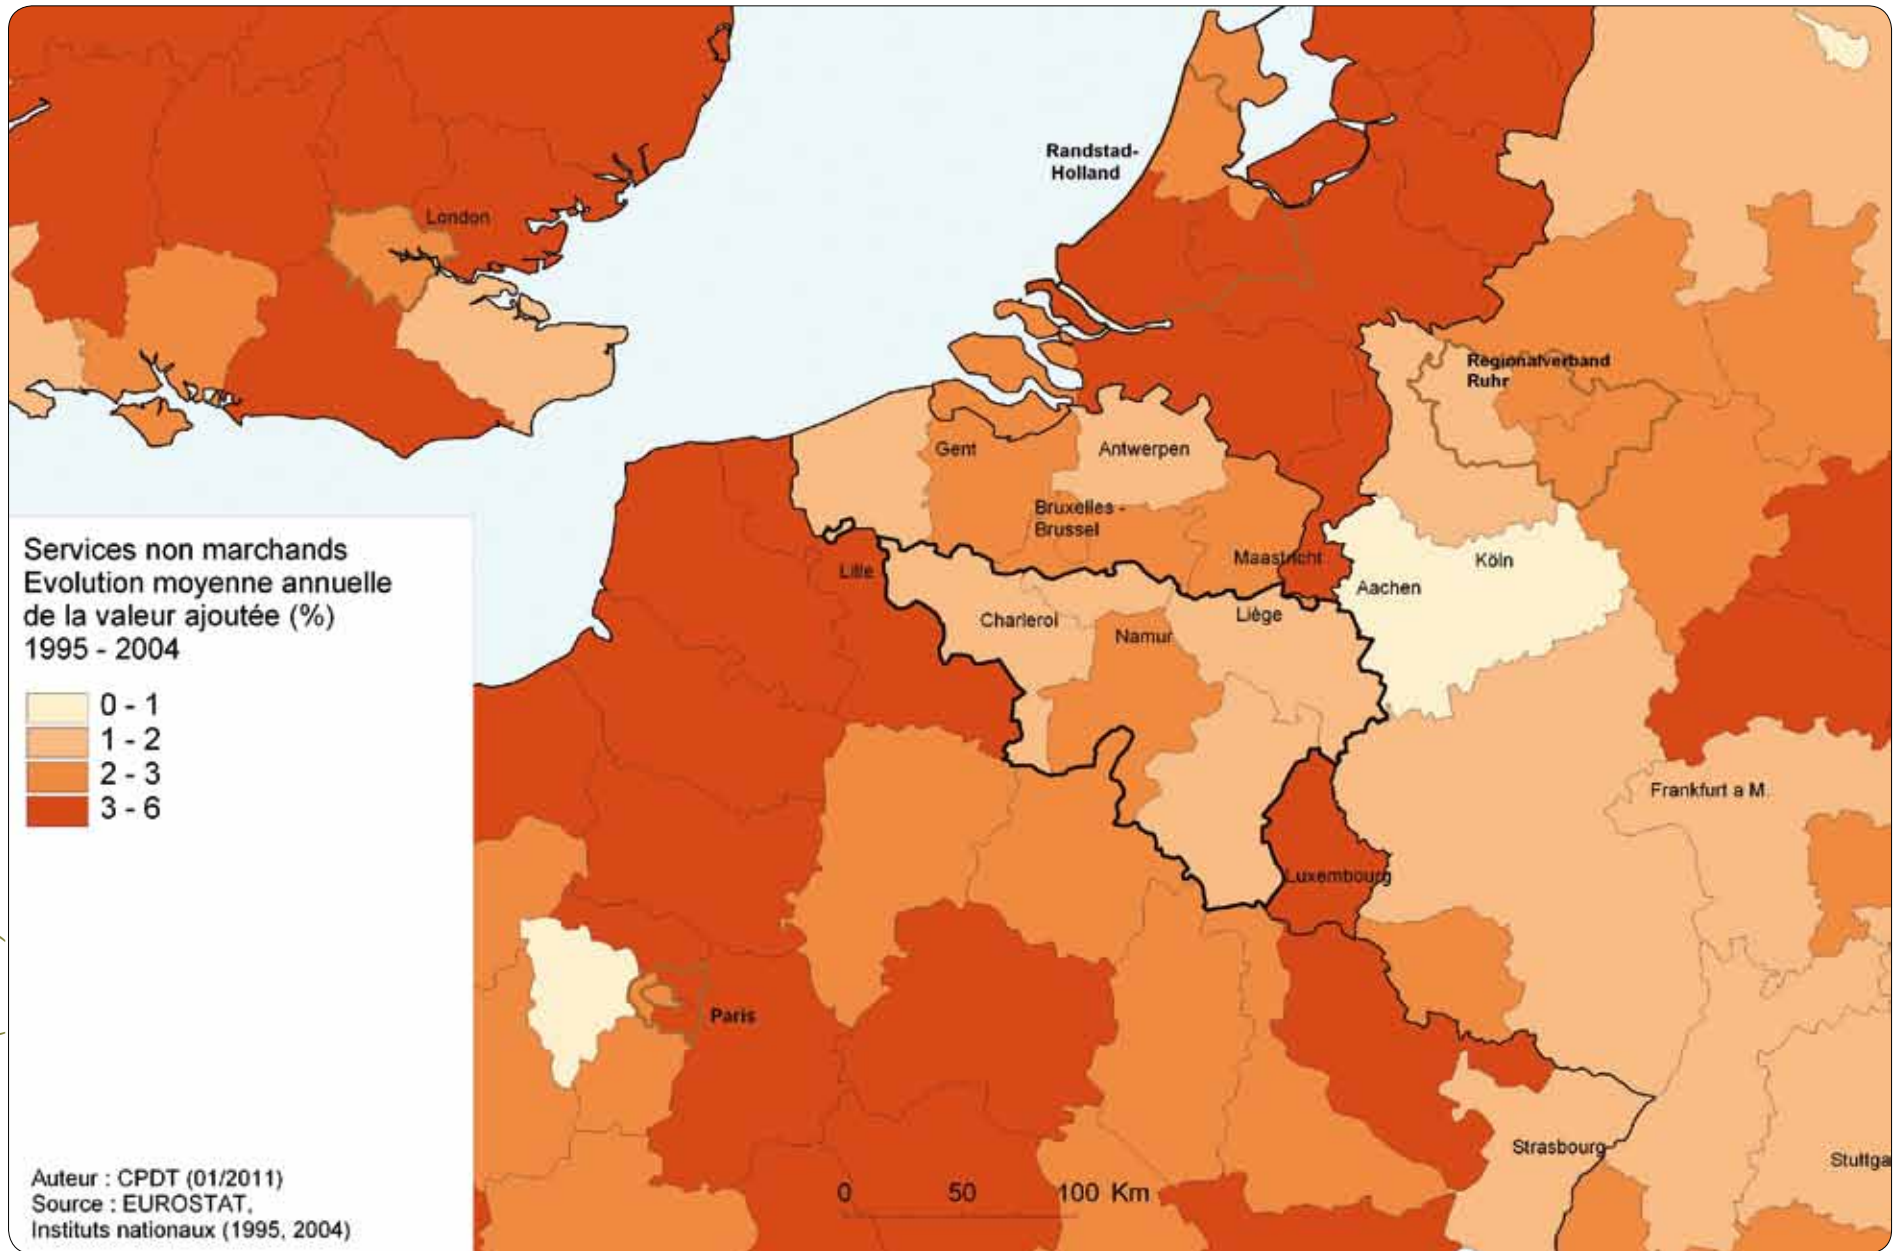 Randstad-
Holland
London
Regionalverband
Ruhr
Gent
Antwerpen
Bruxelles -
Brussel
Maastricht
Lille
Köln
Aachen
Charleroi
Namur
Liège
Services non marchands
Evolution moyenne annuelle
de la valeur ajoutée (%)
1995 - 2004
0 - 1
1 - 2
2 - 3
3 - 6
Frankfurt a M.
Luxembourg
Paris
Strasbourg
Stuttga
0 50 100 Km
Auteur : CPDT (01/2011)
Source : EUROSTAT,
Instituts nationaux (1995, 2004)